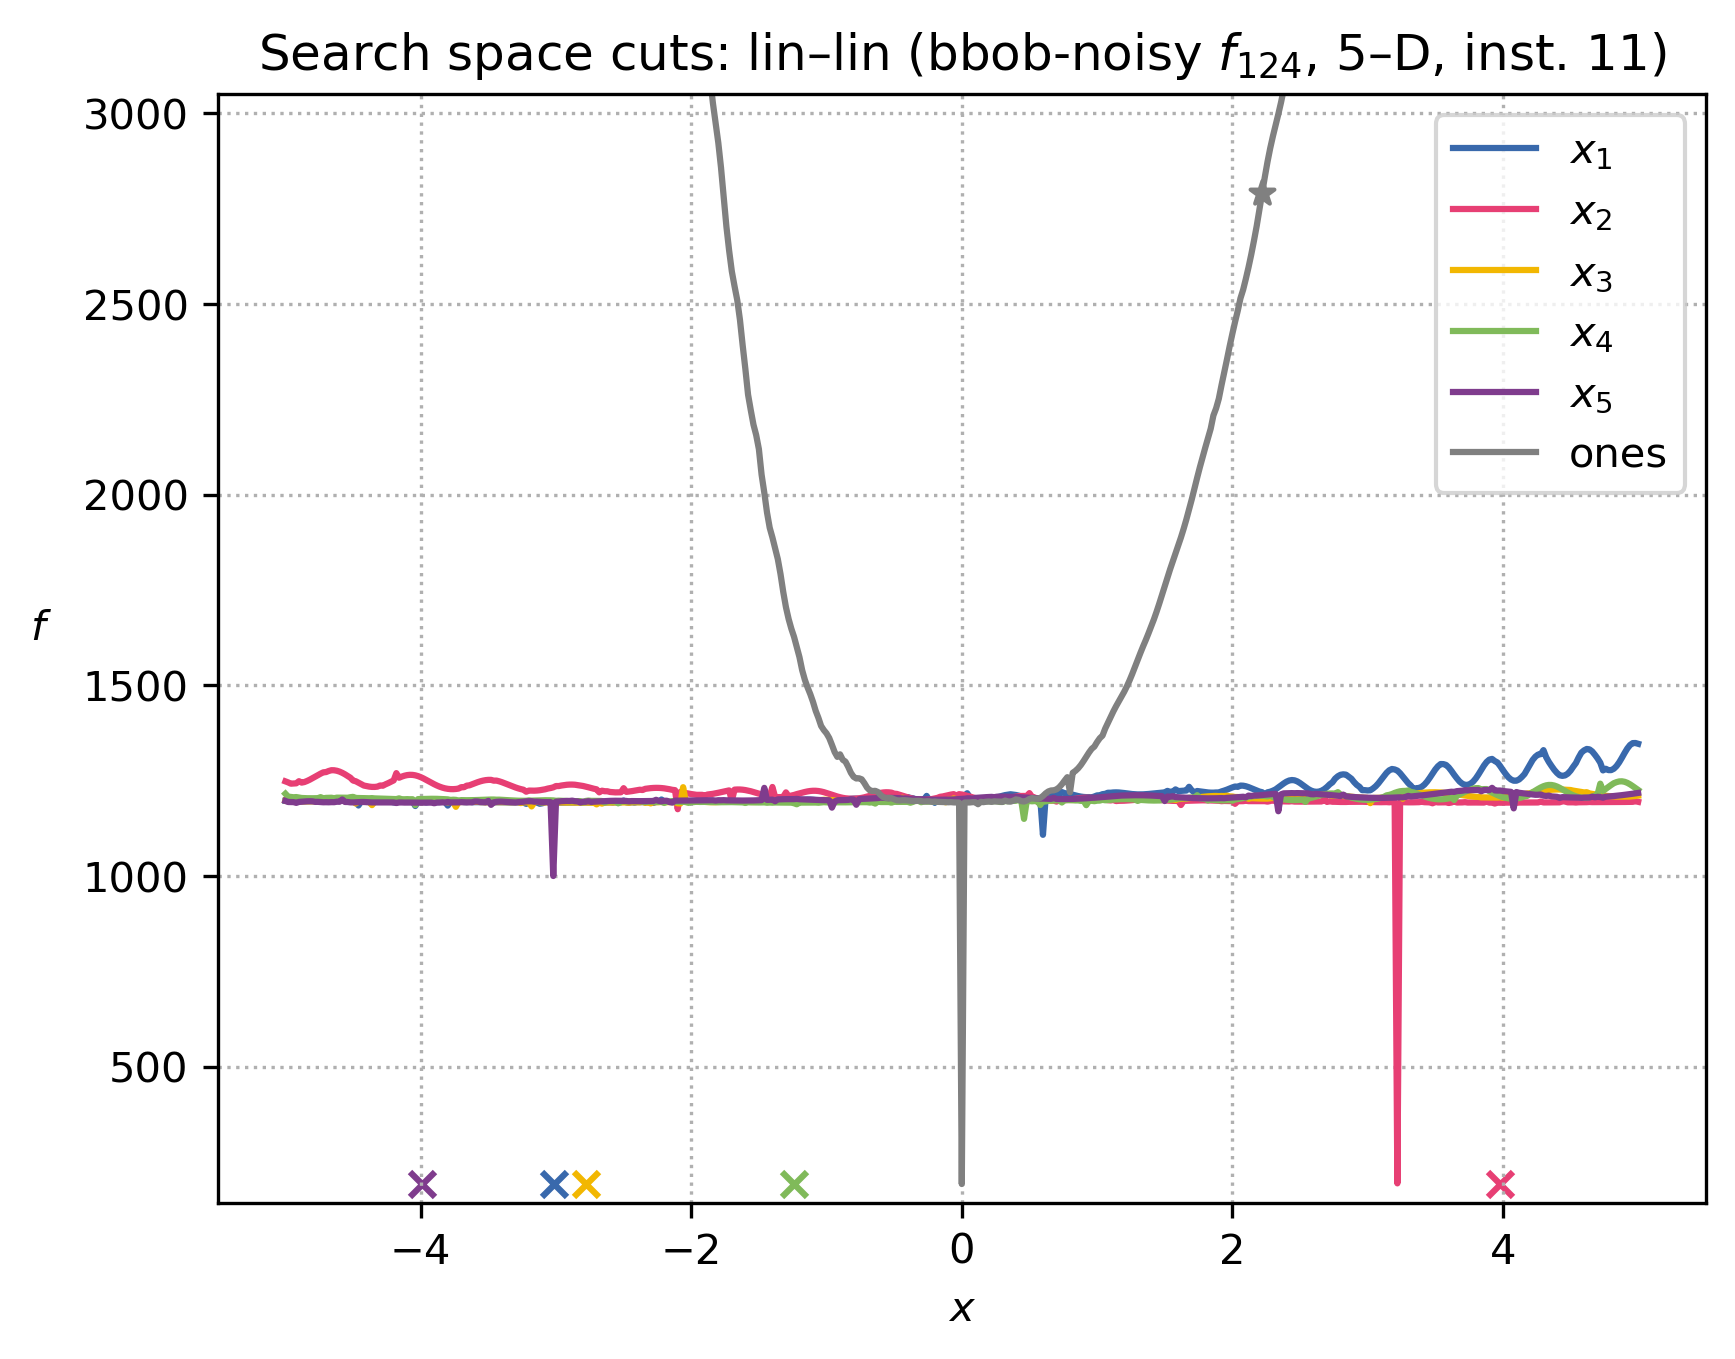 Search space cuts: lin–lin (bbob-noisy f₁₂₄, 5–D, inst. 11)
3000
2500
2000
1500
1000
500
f
x₁
x₂
x₃
x₄
x₅
ones
−4 −2 0 2 4
x